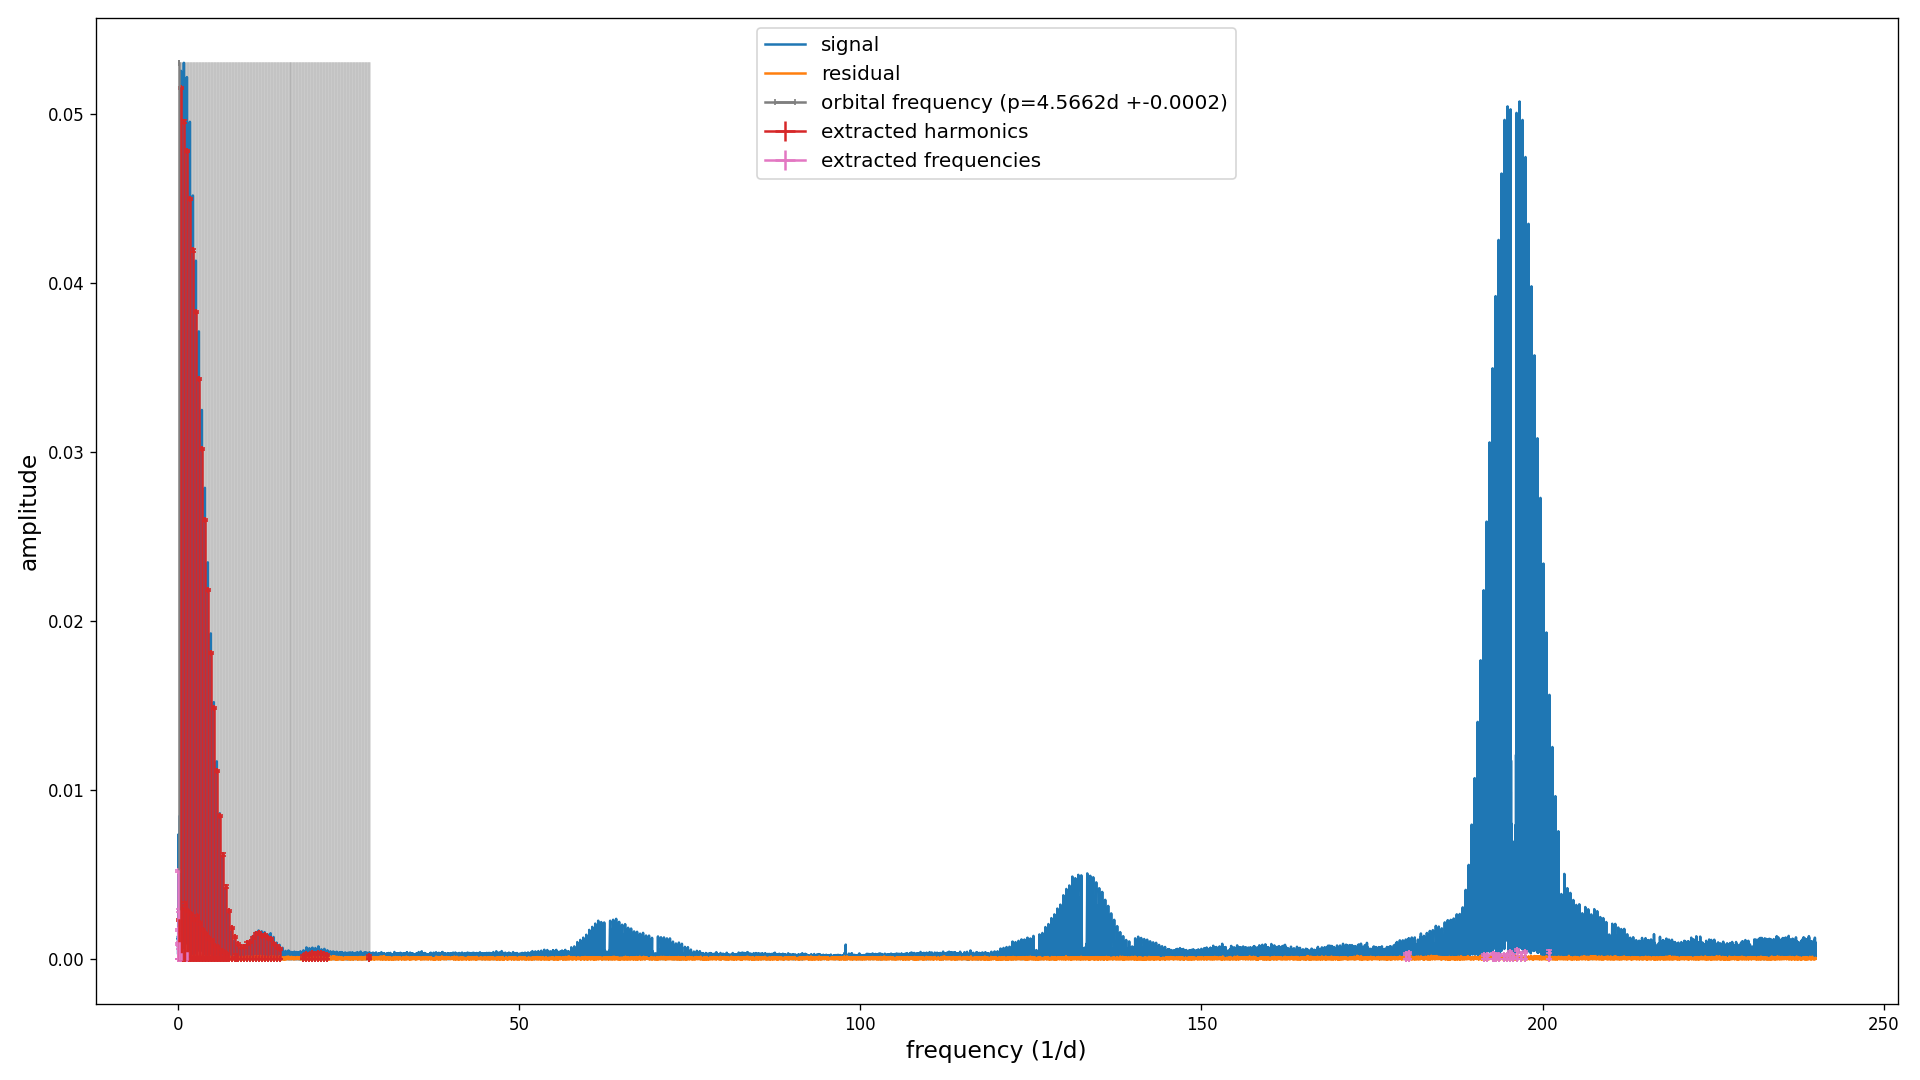 signal
residual
orbital frequency (p=4.5662d +-0.0002)
extracted harmonics
extracted frequencies
0.05
0.04
0.03
0.02
0.01
0.00
amplitude
0
50
100
150
200
250
frequency (1/d)